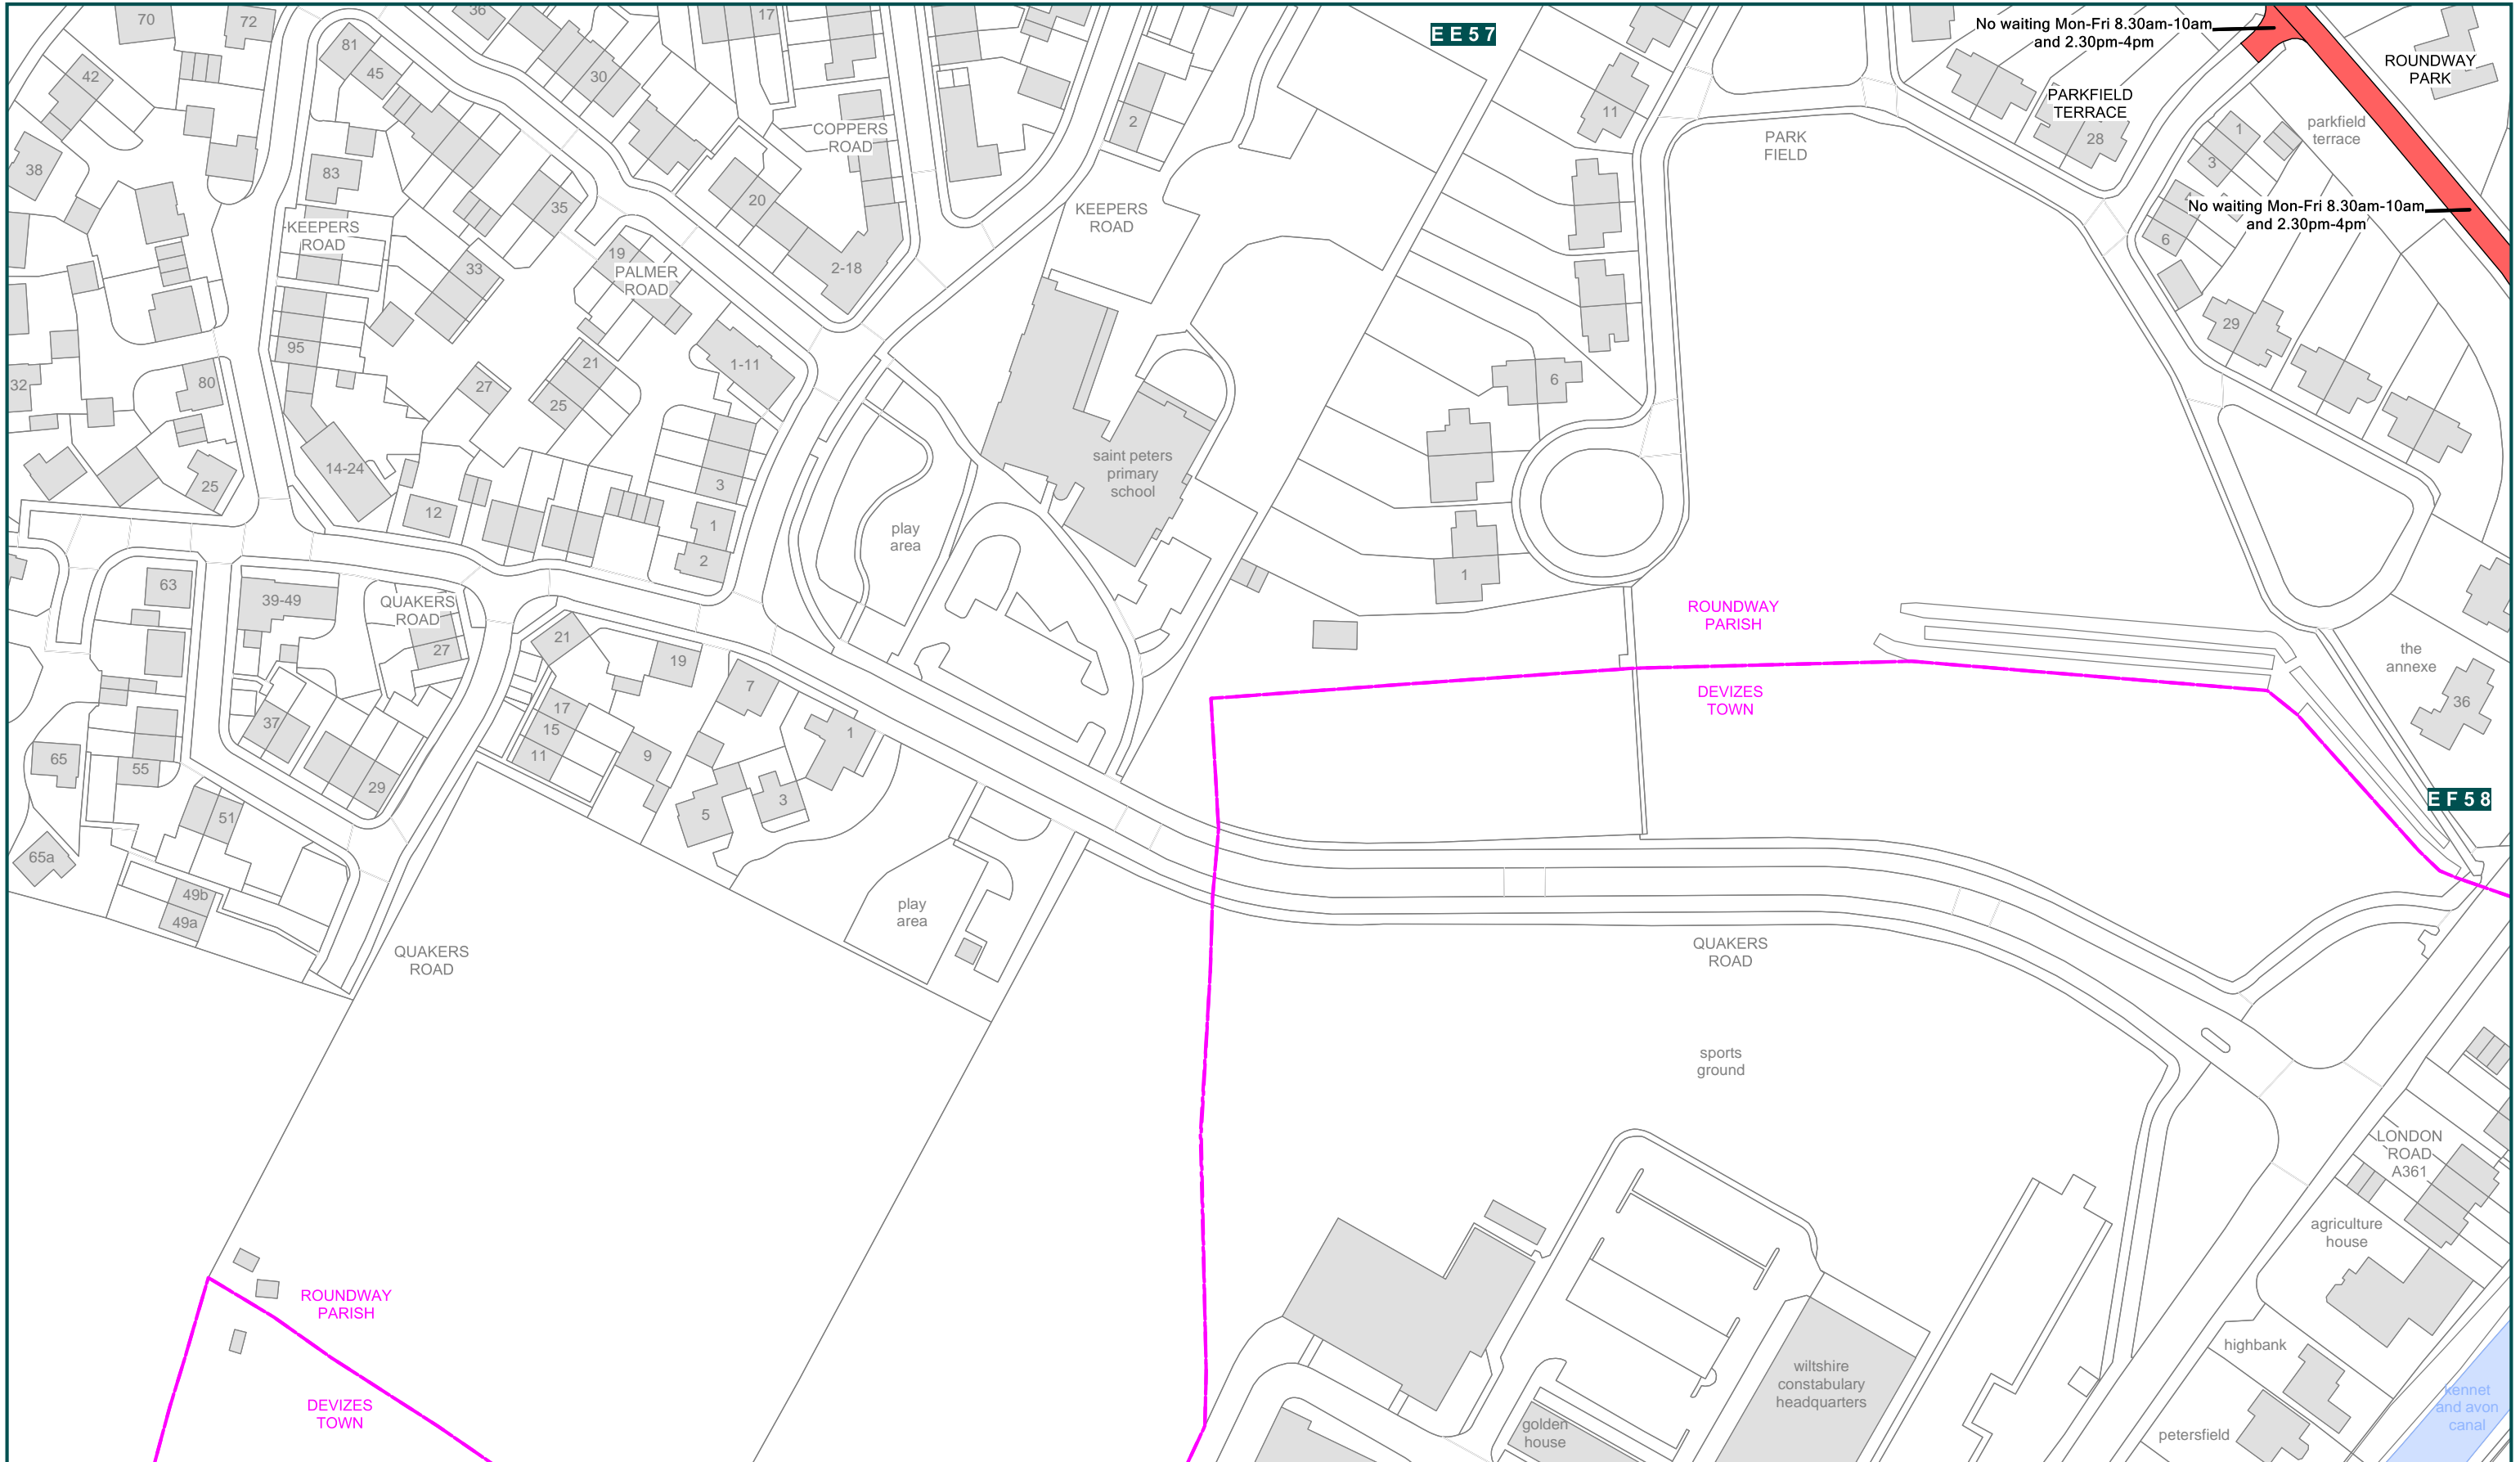 70
72
36
17
E E 5 7
No waiting Mon-Fri 8.30am-10am
and 2.30pm-4pm
ROUNDWAY
PARK
81
45
42
30
PARKFIELD
TERRACE
11
2
COPPERS
ROAD
PARK
FIELD
28
1
3
parkfield
terrace
38
83
35
20
KEEPERS
ROAD
KEEPERS
ROAD
No waiting Mon-Fri 8.30am-10am
and 2.30pm-4pm
6
19
33
PALMER
ROAD
2-18
29
95
21
1-11
32
80
27
25
6
14-24
25
12
3
1
2
saint peters
primary
school
play
area
1
63
39-49
QUAKERS
ROAD
27
21
19
ROUNDWAY
PARISH
the
annexe
7
DEVIZES
TOWN
36
37
17
15
11
9
1
65
55
29
5
3
E F 5 8
51
65a
49b
49a
play
area
QUAKERS
ROAD
QUAKERS
ROAD
sports
ground
LONDON
ROAD
A361
agriculture
house
ROUNDWAY
PARISH
highbank
wiltshire
constabulary
headquarters
DEVIZES
TOWN
golden
house
petersfield
kennet
and avon
canal